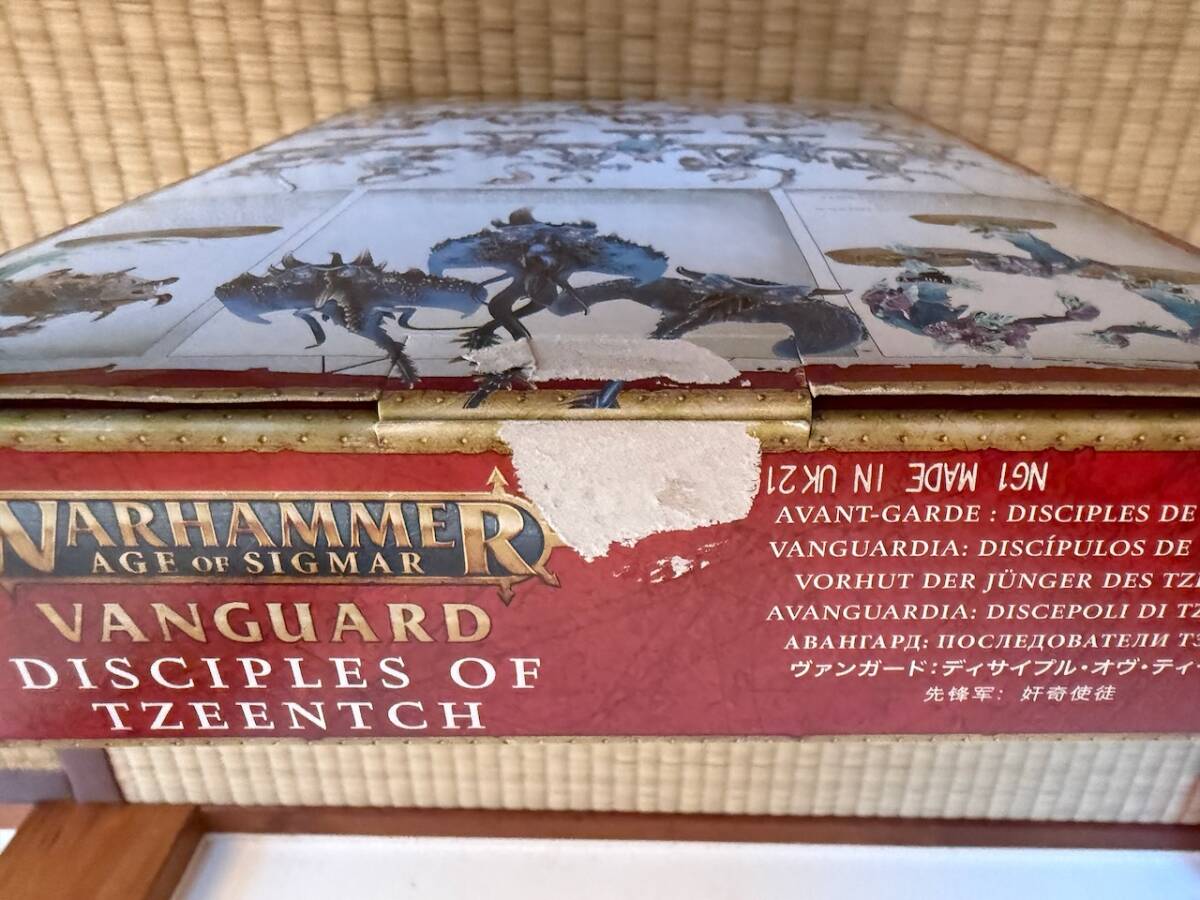 WARHAMMER
AGE OF SIGMAR
VANGUARD
DISCIPLES OF
TZEENTCH
NG1 MADE IN UK21
AVANT-GARDE : DISCIPLES DE
VANGUARDIA: DISCÍPULOS DE
VORHUT DER JÜNGER DES
AVANGUARDIA: DISCEPOLI DI
АВАНГАРД: ПОСЛЕДОВАТЕЛИ
ヴァンガード:ディサイプル・オヴ・ティ
先锋军: 奸奇使徒